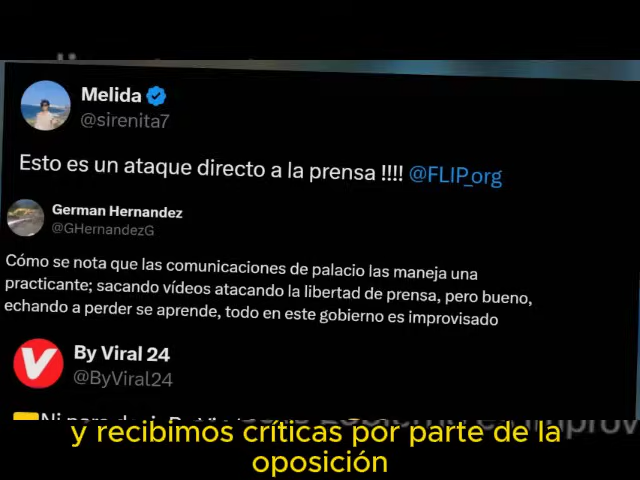 Melida
@sirenita7
Esto es un ataque directo a la prensa !!!! @FLIP_org
German Hernandez
@GHernandezG
Cómo se nota que las comunicaciones de palacio las maneja una
practicante; sacando vídeos atacando la libertad de prensa, pero bueno,
echando a perder se aprende, todo en este gobierno es improvisado
By Viral 24
@ByViral24
y recibimos críticas por parte de la
oposición